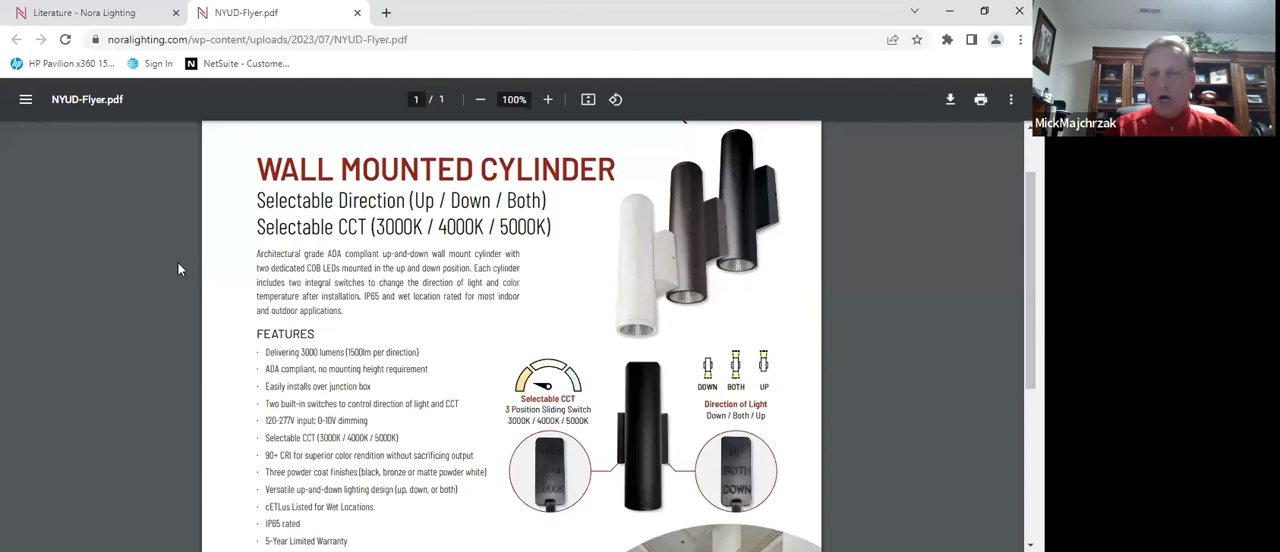 Literature - Nora Lighting
NYUD-Flyer.pdf
noralighting.com/wp-content/uploads/2023/07/NYUD-Flyer.pdf
HP Pavilion x360 15...
Sign In
NetSuite - Custome...
NYUD-Flyer.pdf
1 / 1
100%
MickMajchrzak
WALL MOUNTED CYLINDER
Selectable Direction (Up / Down / Both)
Selectable CCT (3000K / 4000K / 5000K)
Architectural grade ADA compliant up-and-down wall mount cylinder with
two dedicated COB LEDs mounted in the up and down position. Each cylinder
includes two integral switches to change the direction of light and color
temperature after installation. IP65 and wet location rated for most indoor
and outdoor applications.
FEATURES
· Delivering 3000 lumens (1500lm per direction)
· ADA compliant, no mounting height requirement
· Easily installs over junction box
· Two built-in switches to control direction of light and CCT
· 120-277V input; 0-10V dimming
· Selectable CCT (3000K / 4000K / 5000K)
· 90+ CRI for superior color rendition without sacrificing output
· Three powder coat finishes (black, bronze or matte powder white)
· Versatile up-and-down lighting design (up, down, or both)
· cETLus Listed for Wet Locations
· IP65 rated
· 5-Year Limited Warranty
Selectable CCT
3 Position Sliding Switch
3000K / 4000K / 5000K
DOWN BOTH UP
Direction of Light
Down / Both / Up
UP
BOTH
DOWN